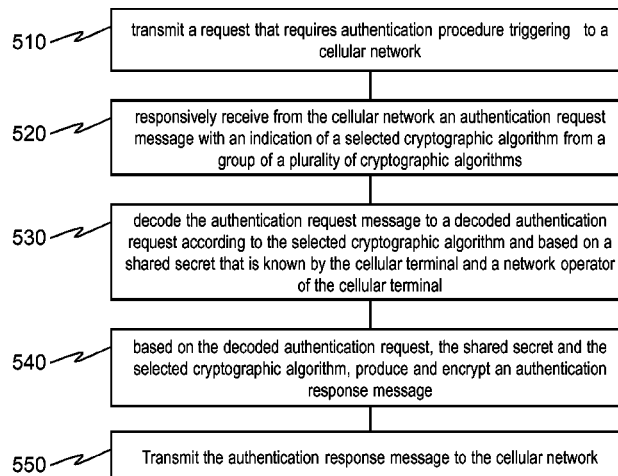 510
transmit a request that requires authentication procedure triggering to a
cellular network
520
responsively receive from the cellular network an authentication request
message with an indication of a selected cryptographic algorithm from a
group of a plurality of cryptographic algorithms
530
decode the authentication request message to a decoded authentication
request according to the selected cryptographic algorithm and based on a
shared secret that is known by the cellular terminal and a network operator
of the cellular terminal
540
based on the decoded authentication request, the shared secret and the
selected cryptographic algorithm, produce and encrypt an authentication
response message
550
Transmit the authentication response message to the cellular network